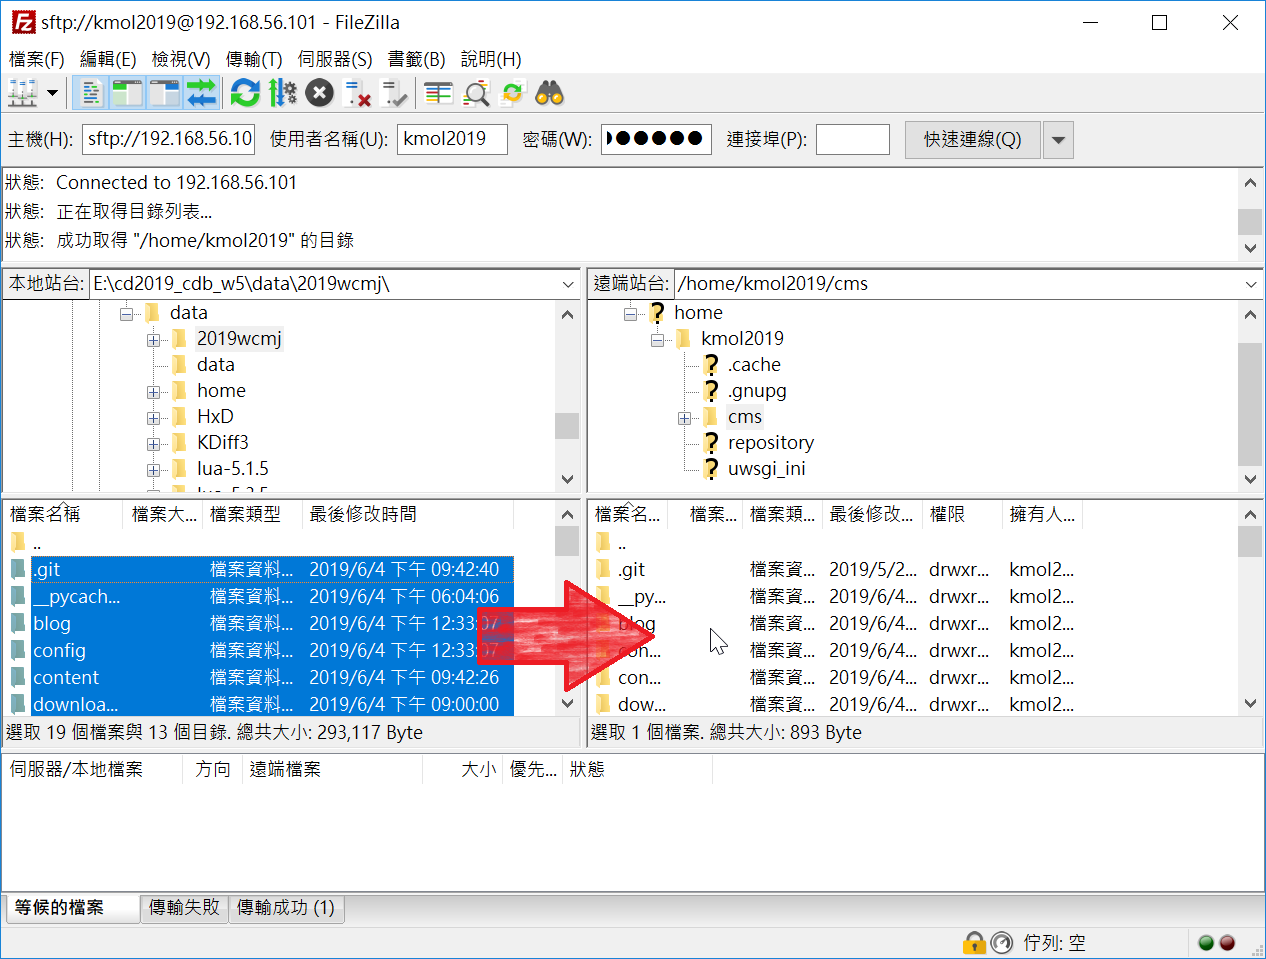 sftp://kmol2019@192.168.56.101 - FileZilla
檔案(F) 編輯(E) 檢視(V) 傳輸(T) 伺服器(S) 書籤(B) 說明(H)
主機(H): sftp://192.168.56.10 使用者名稱(U): kmol2019 密碼(W): 連接埠(P): 快速連線(Q)
狀態: Connected to 192.168.56.101
狀態: 正在取得目錄列表...
狀態: 成功取得 "/home/kmol2019" 的目錄
本地站台: E:\cd2019_cdb_w5\data\2019wcmj\
data
2019wcmj
data
home
HxD
KDiff3
lua-5.1.5
遠端站台: /home/kmol2019/cms
home
kmol2019
.cache
.gnupg
cms
repository
uwsgi_ini
檔案名稱 檔案大... 檔案類型 最後修改時間
..
.git 檔案資料... 2019/6/4 下午 09:42:40
__pycach... 檔案資料... 2019/6/4 下午 06:04:06
blog 檔案資料... 2019/6/4 下午 12:33:07
config 檔案資料... 2019/6/4 下午 12:33:07
content 檔案資料... 2019/6/4 下午 09:42:26
downloa... 檔案資料... 2019/6/4 下午 09:00:00
選取 19 個檔案與 13 個目錄. 總共大小: 293,117 Byte
檔案名... 檔案... 檔案類... 最後修改... 權限 擁有人...
..
.git 檔案資... 2019/5/2... drwxr... kmol2...
__py... 檔案資... 2019/6/4... drwxr... kmol2...
blog 檔案資... 2019/6/4... drwxr... kmol2...
con... 檔案資... 2019/6/4... drwxr... kmol2...
con... 檔案資... 2019/6/4... drwxr... kmol2...
dow... 檔案資... 2019/6/4... drwxr... kmol2...
選取 1 個檔案. 總共大小: 893 Byte
伺服器/本地檔案 方向 遠端檔案 大小 優先... 狀態
等候的檔案 傳輸失敗 傳輸成功 (1)
佇列: 空